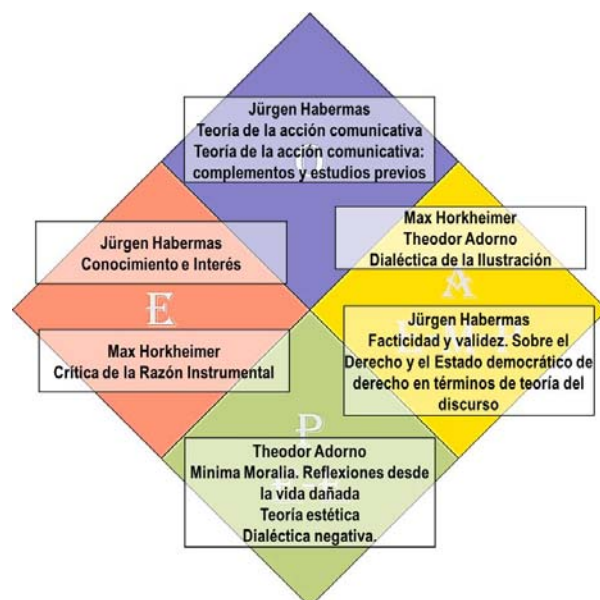 Jürgen Habermas
Teoría de la acción comunicativa
Teoría de la acción comunicativa:
complementos y estudios previos
O
Jürgen Habermas
Conocimiento e Interés
E
Max Horkheimer
Crítica de la Razón Instrumental
Max Horkheimer
Theodor Adorno
Dialéctica de la Ilustración
A
Jürgen Habermas
Facticidad y validez. Sobre el
Derecho y el Estado democrático de
derecho en términos de teoría del
discurso
P
Theodor Adorno
Minima Moralia. Reflexiones desde
la vida dañada
Teoría estética
Dialéctica negativa.